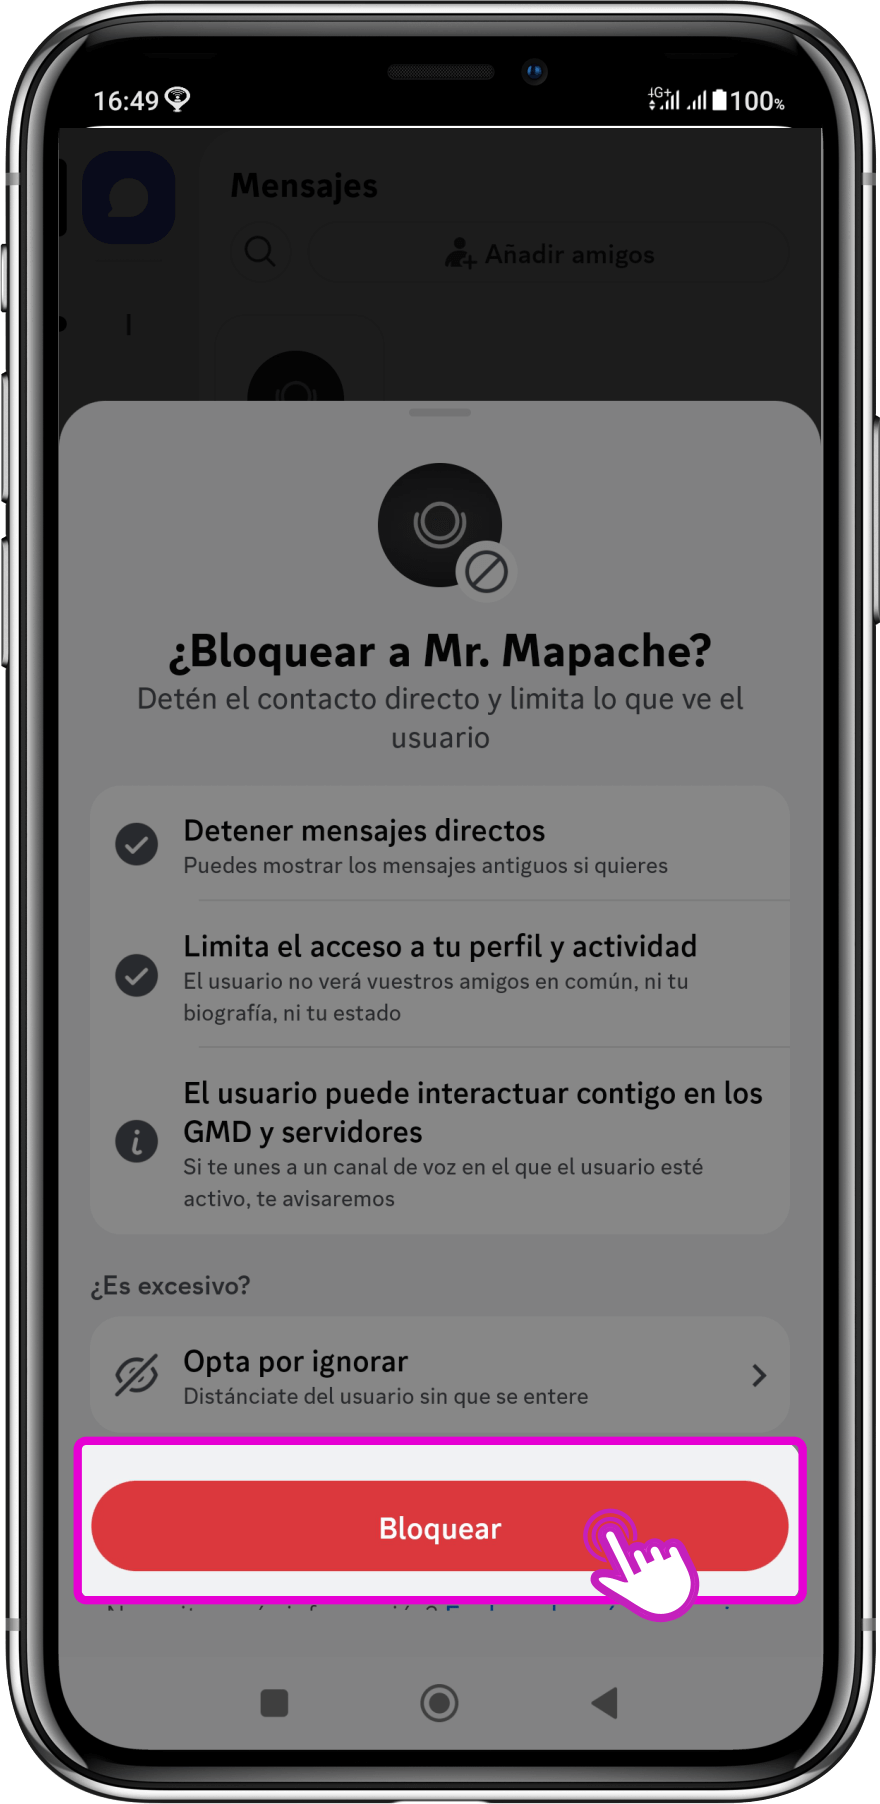 16:49
4G+
100%
Mensajes
Añadir amigos
¿Bloquear a Mr. Mapache?
Detén el contacto directo y limita lo que ve el
usuario
Detener mensajes directos
Puedes mostrar los mensajes antiguos si quieres
Limita el acceso a tu perfil y actividad
El usuario no verá vuestros amigos en común, ni tu
biografía, ni tu estado
El usuario puede interactuar contigo en los
GMD y servidores
Si te unes a un canal de voz en el que el usuario esté
activo, te avisaremos
¿Es excesivo?
Opta por ignorar
Distánciate del usuario sin que se entere
Bloquear